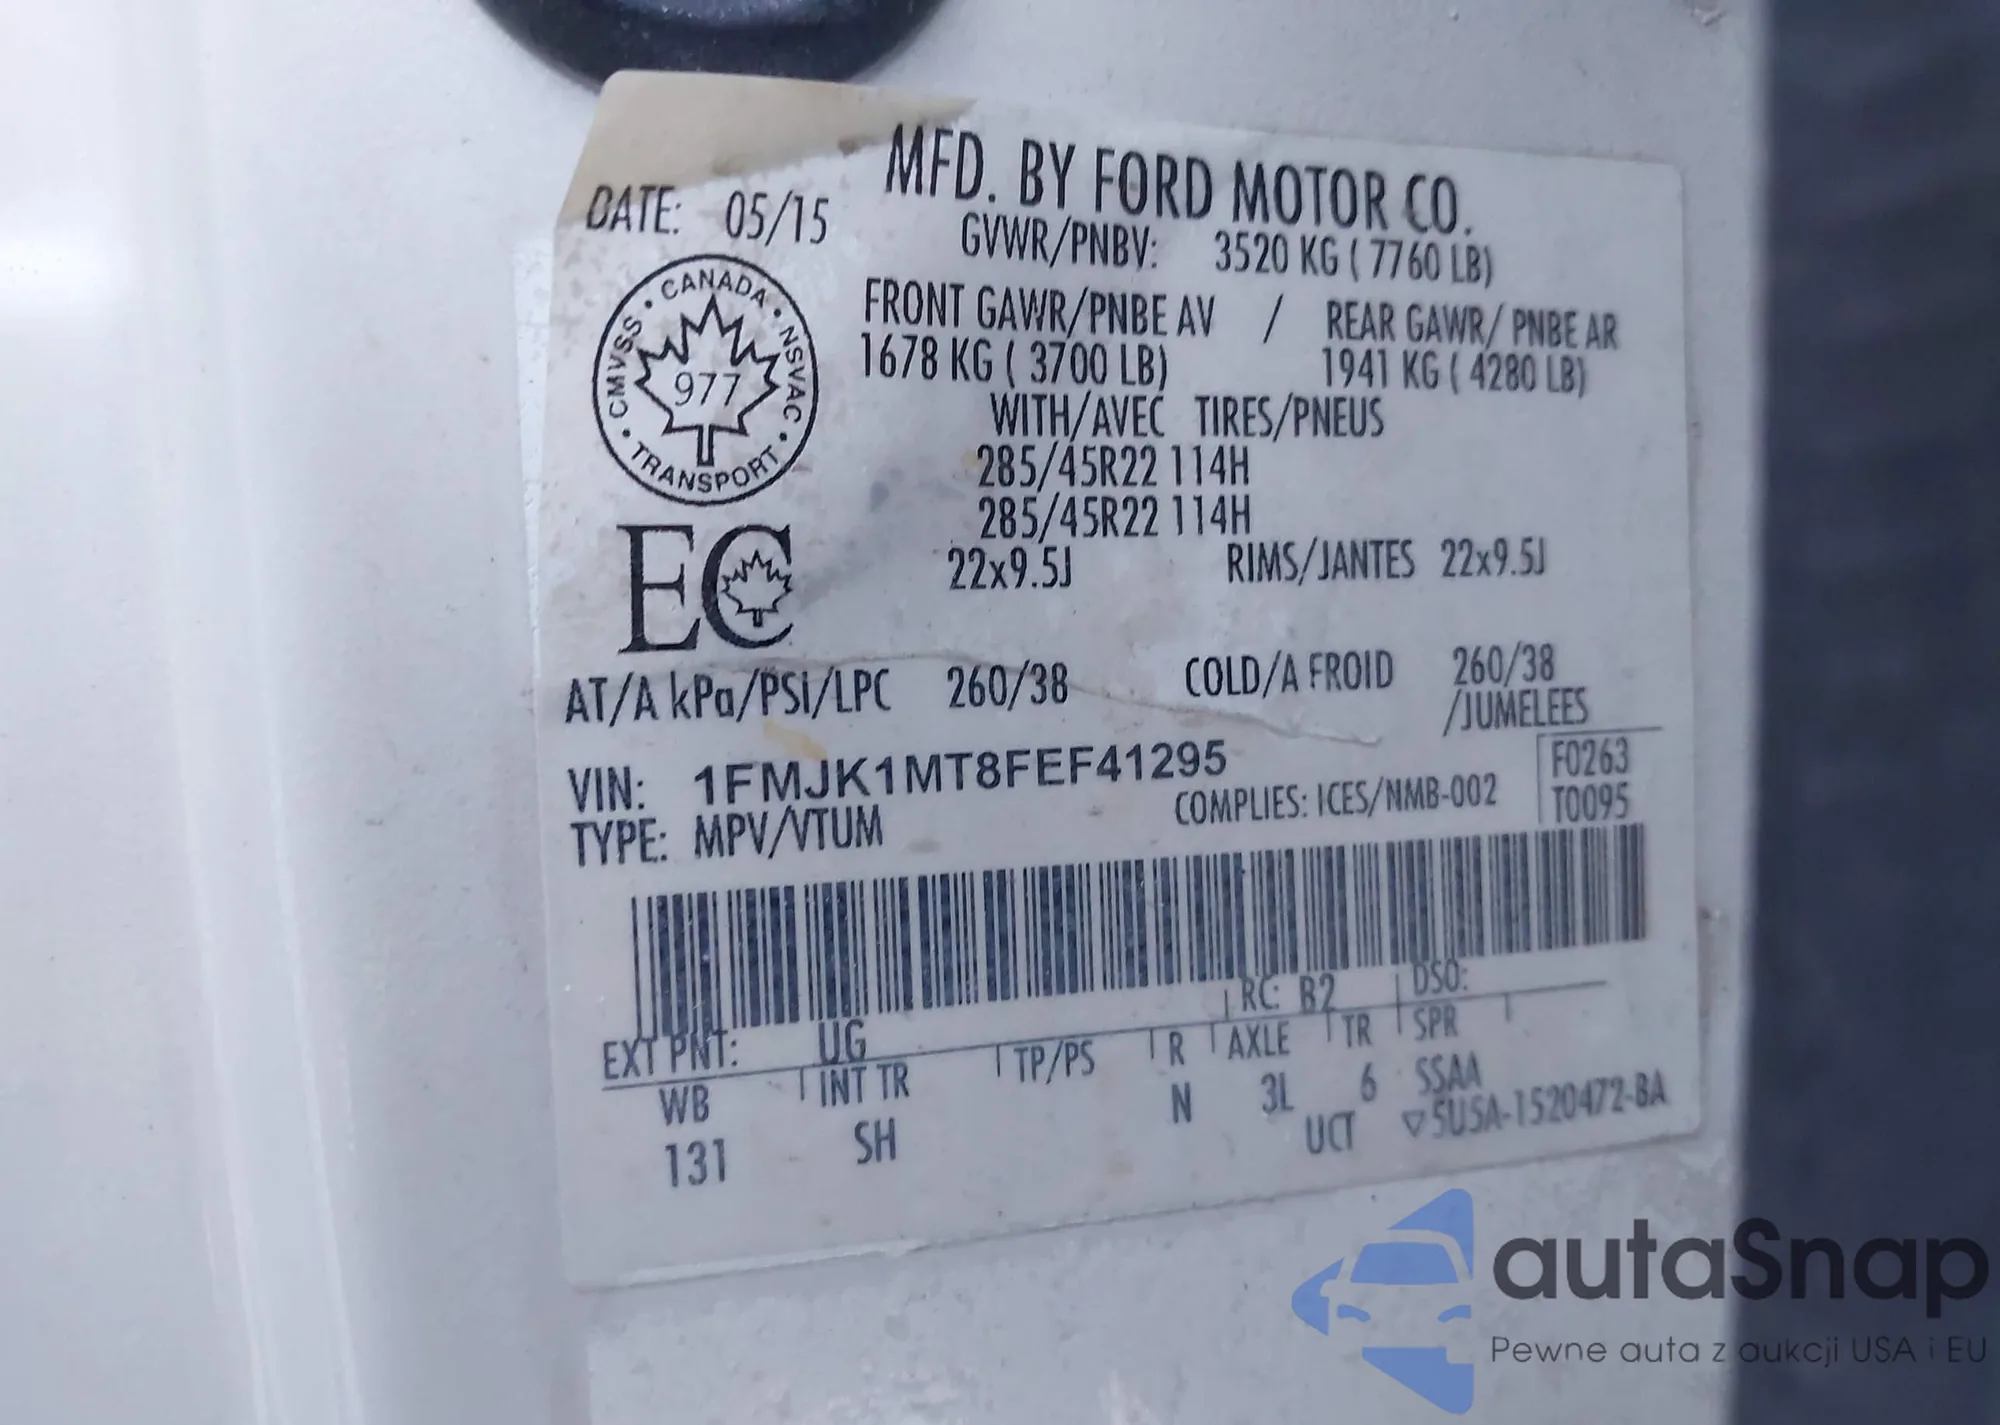 MFD. BY FORD MOTOR CO.
DATE: 05/15
GVWR/PNBV: 3520 KG ( 7760 LB)
FRONT GAWR/PNBE AV / REAR GAWR/ PNBE AR
1678 KG ( 3700 LB) 1941 KG ( 4280 LB)
WITH/AVEC TIRES/PNEUS
285/45R22 114H
285/45R22 114H
22x9.5J RIMS/JANTES 22x9.5J
CANADA · NSVAC · TRANSPORT · CMVSS ·
977
EC
AT/A kPa/PSi/LPC 260/38 COLD/A FROID 260/38
/JUMELEES
VIN: 1FMJK1MT8FEF41295
F0263
TYPE: MPV/VTUM COMPLIES: ICES/NMB-002 T0095
EXT PNT: UG RC: B2 DSO:
WB INT TR TP/PS R AXLE TR SPR
131 SH N 3L 6 SSAA
UCT ▽5USA-1520472-BA
autaSnap
Pewne auta z aukcji USA i EU